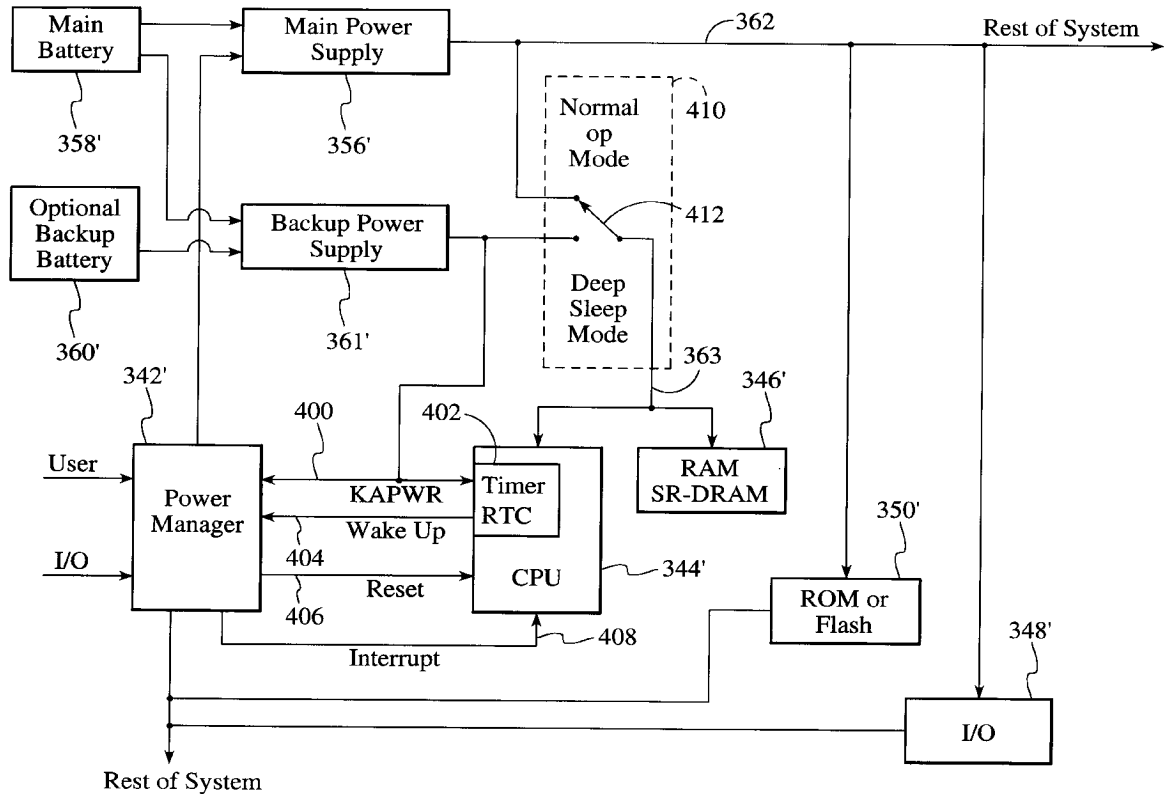 Main
Battery
358'
Main Power
Supply
356'
362
Rest of System
Normal
op
Mode
410
412
Optional
Backup
Battery
360'
Backup Power
Supply
361'
Deep
Sleep
Mode
363
342'
400
402
346'
User
Power
Manager
KAPWR
Timer
RTC
RAM
SR-DRAM
Wake Up
404
350'
I/O
Reset
406
CPU
344'
ROM or
Flash
408
Interrupt
348'
I/O
Rest of System